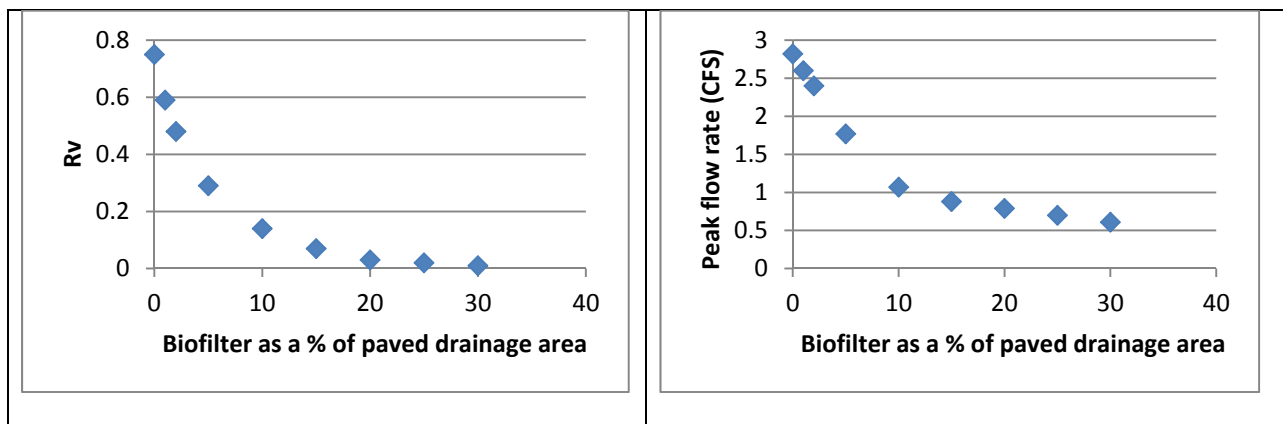 0.8
0.6
0.4
0.2
0
Rv
0 10 20 30 40
Biofilter as a % of paved drainage area
3
2.5
2
1.5
1
0.5
0
Peak flow rate (CFS)
0 10 20 30 40
Biofilter as a % of paved drainage area